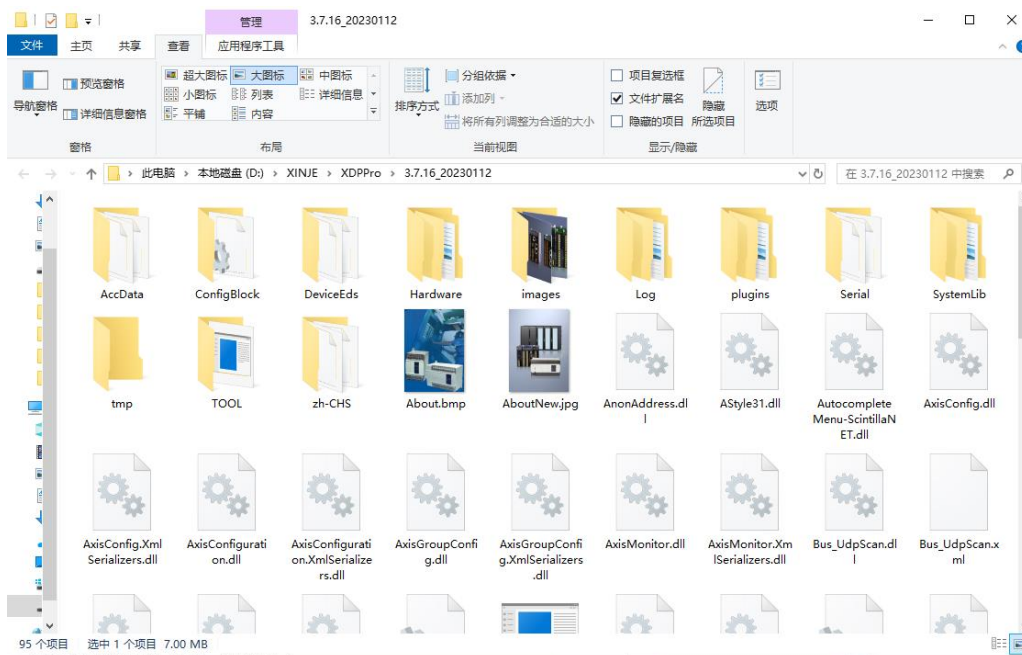 管理
3.7.16_20230112
文件
主页
共享
查看
应用程序工具
导航窗格
预览窗格
详细信息窗格
窗格
超大图标
大图标
中图标
小图标
列表
详细信息
平铺
内容
布局
排序方式
分组依据
添加列
将所有列调整为合适的大小
当前视图
项目复选框
文件扩展名
隐藏的项目
隐藏
所选项目
显示/隐藏
选项
此电脑 › 本地磁盘 (D:) › XINJE › XDPPro › 3.7.16_20230112
在 3.7.16_20230112 中搜索
AccData
ConfigBlock
DeviceEds
Hardware
images
Log
plugins
Serial
SystemLib
tmp
TOOL
zh-CHS
About.bmp
AboutNew.jpg
AnonAddress.dl
l
AStyle31.dll
Autocomplete
Menu-ScintillaN
ET.dll
AxisConfig.dll
AxisConfig.Xml
Serializers.dll
AxisConfigurati
on.dll
AxisConfigurati
on.XmlSerialize
rs.dll
AxisGroupConfi
g.dll
AxisGroupConfi
g.XmlSerializers
.dll
AxisMonitor.dll
AxisMonitor.Xm
lSerializers.dll
Bus_UdpScan.dl
l
Bus_UdpScan.x
ml
95 个项目
选中 1 个项目 7.00 MB